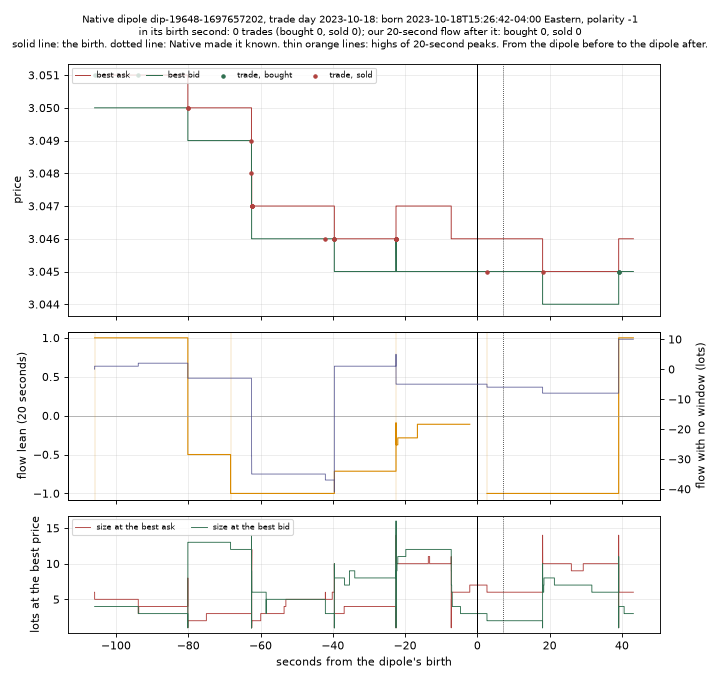 Native dipole dip-19648-1697657202, trade day 2023-10-18: born 2023-10-18T15:26:42-04:00 Eastern, polarity -1
in its birth second: 0 trades (bought 0, sold 0); our 20-second flow after it: bought 0, sold 0
solid line: the birth. dotted line: Native made it known. thin orange lines: highs of 20-second peaks. From the dipole before to the dipole after.
best ask
best bid
trade, bought
trade, sold
3.051
3.050
3.049
3.048
3.047
3.046
3.045
3.044
price
1.0
0.5
0.0
−0.5
−1.0
flow lean (20 seconds)
10
0
−10
−20
−30
−40
flow with no window (lots)
size at the best ask
size at the best bid
15
10
5
lots at the best price
−100
−80
−60
−40
−20
0
20
40
seconds from the dipole's birth